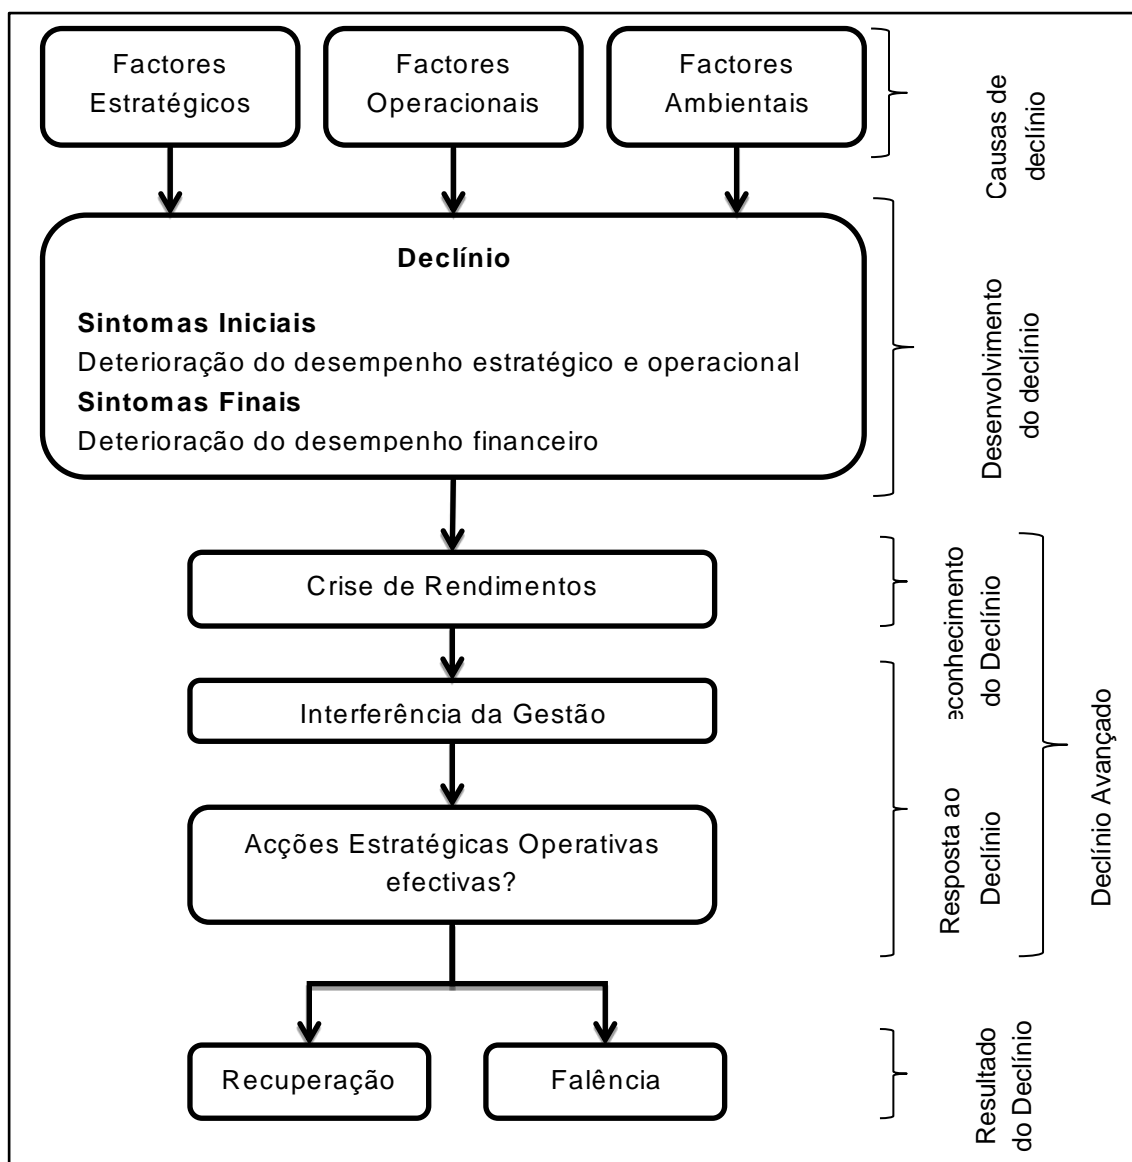 Factores
Estratégicos
Factores
Operacionais
Factores
Ambientais
Causas de
declínio
Declínio
Sintomas Iniciais
Deterioração do desempenho estratégico e operacional
Sintomas Finais
Deterioração do desempenho financeiro
Desenvolvimento
do declínio
Crise de Rendimentos
econhecimento
do Declínio
Interferência da Gestão
Acções Estratégicas Operativas
efectivas?
Resposta ao
Declínio
Declínio Avançado
Recuperação
Falência
Resultado
do Declínio